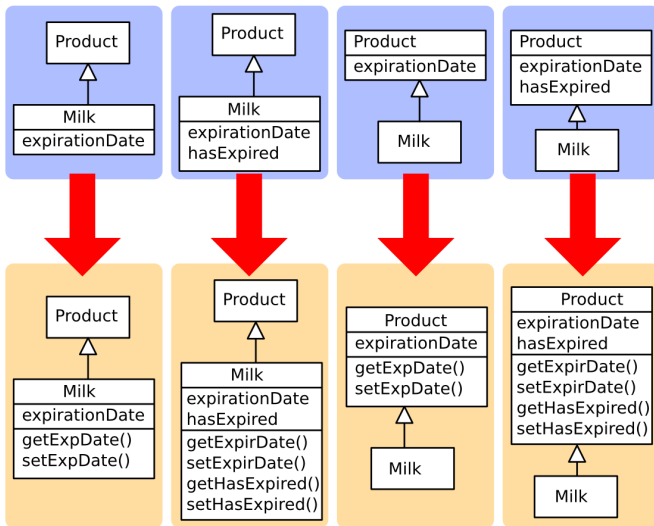 Product
Milk
expirationDate
Product
Milk
expirationDate
hasExpired
Product
expirationDate
Milk
Product
expirationDate
hasExpired
Milk
Product
Milk
expirationDate
getExpDate()
setExpDate()
Product
Milk
expirationDate
hasExpired
getExpirDate()
setExpirDate()
getHasExpired()
setHasExpired()
Product
expirationDate
getExpDate()
setExpDate()
Milk
Product
expirationDate
hasExpired
getExpirDate()
setExpirDate()
getHasExpired()
setHasExpired()
Milk